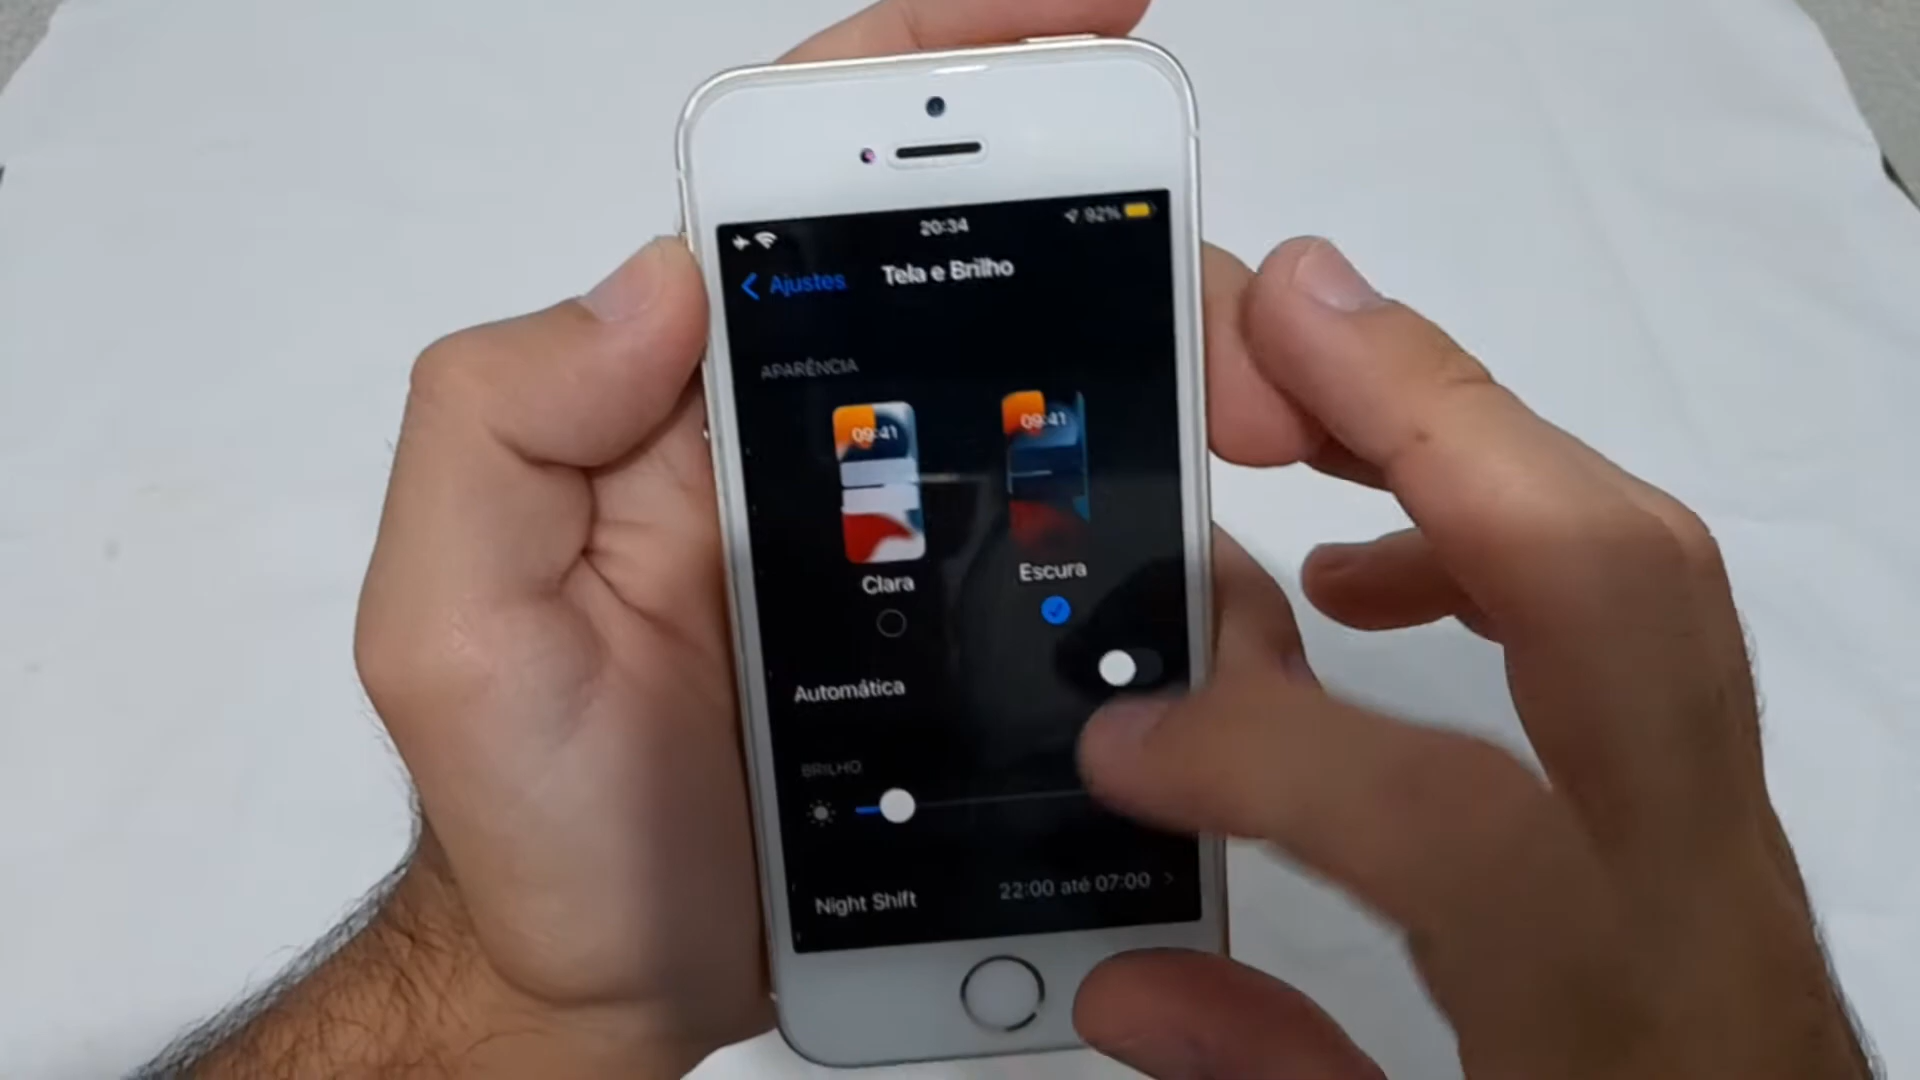 20:34
92%
Ajustes
Tela e Brilho
APARÊNCIA
09:41
09:41
Clara
Escura
Automática
BRILHO
Night Shift
22:00 até 07:00